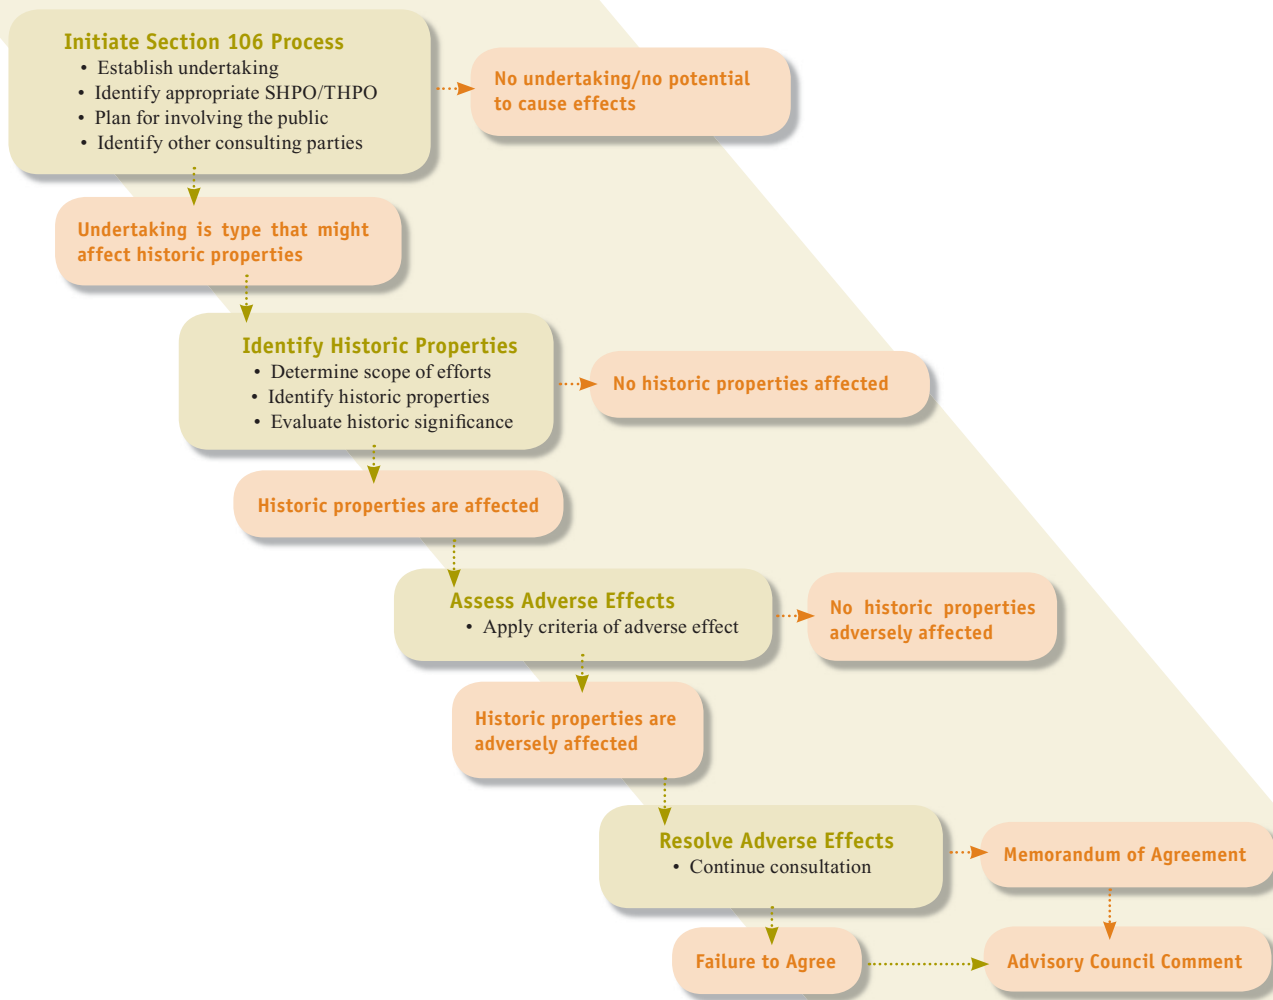 Initiate Section 106 Process
• Establish undertaking
• Identify appropriate SHPO/THPO
• Plan for involving the public
• Identify other consulting parties
No undertaking/no potential
to cause effects
Undertaking is type that might
affect historic properties
Identify Historic Properties
• Determine scope of efforts
• Identify historic properties
• Evaluate historic significance
No historic properties affected
Historic properties are affected
Assess Adverse Effects
• Apply criteria of adverse effect
No historic properties
adversely affected
Historic properties are
adversely affected
Resolve Adverse Effects
• Continue consultation
Memorandum of Agreement
Failure to Agree
Advisory Council Comment